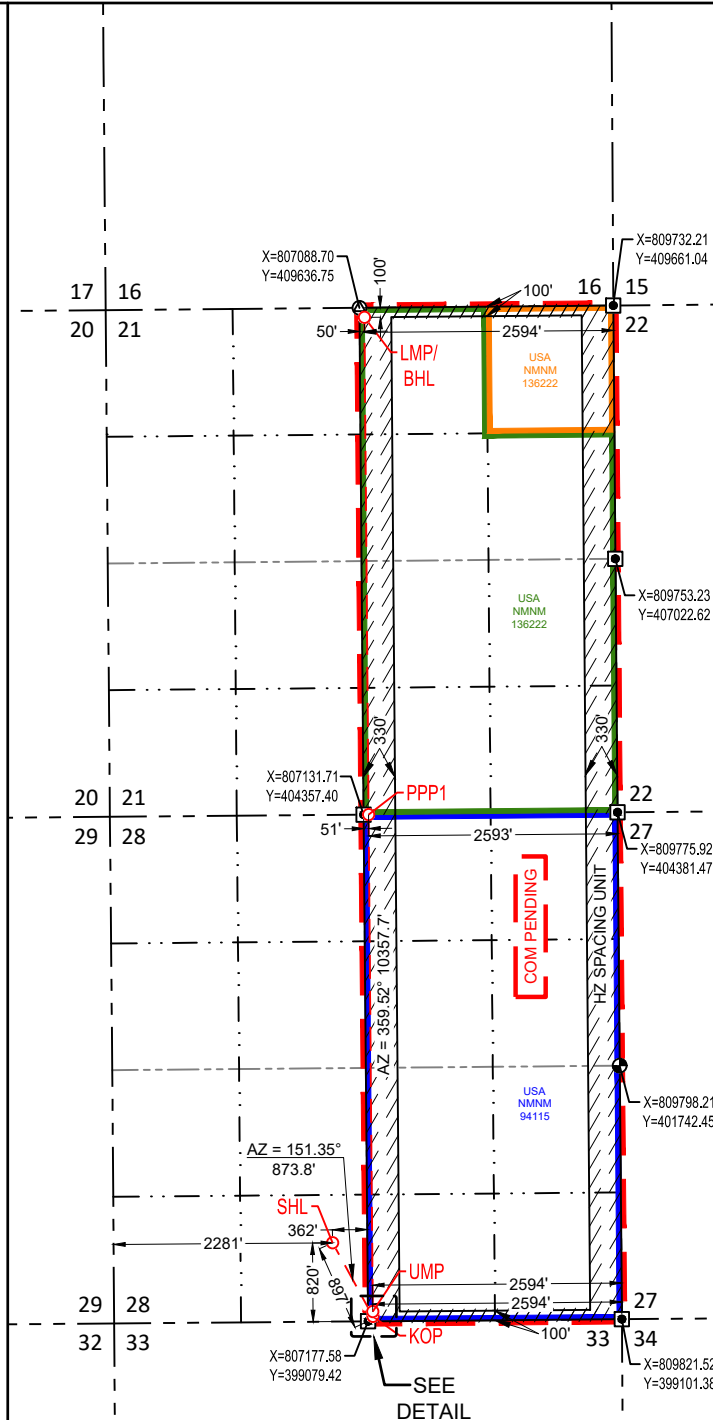 X=809732.21
Y=409661.04
X=807088.70
Y=409636.75
100'
100'
17 16
16 15
20 21
22
50'
2594'
LMP/
BHL
USA
NMNM
136222
X=809753.23
Y=407022.62
USA
NMNM
136222
330'
330'
X=807131.71
Y=404357.40
PPP1
20 21
22
29 28
51'
2593'
27
X=809775.92
Y=404381.47
COM PENDING
HZ SPACING UNIT
AZ = 359.52° 10357.7'
USA
NMNM
94115
X=809798.21
Y=401742.45
AZ = 151.35°
873.8'
SHL
362'
2281'
820'
897'
UMP
2594'
2594'
29 28
27
KOP
32 33
33 34
100'
X=807177.58
Y=399079.42
X=809821.52
Y=399101.38
SEE
DETAIL